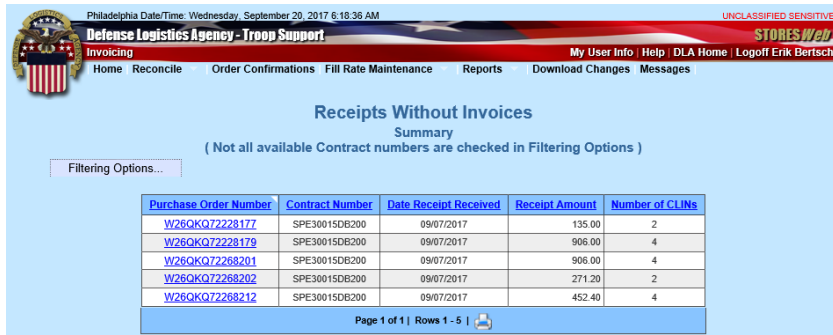 Philadelphia Date/Time: Wednesday, September 20, 2017 6:18:36 AM UNCLASSIFIED SENSITIVE
Defense Logistics Agency - Troop Support STORES Web
Invoicing My User Info | Help | DLA Home | Logoff Erik Bertsch
Home Reconcile Order Confirmations Fill Rate Maintenance Reports Download Changes Messages
Receipts Without Invoices
Summary
( Not all available Contract numbers are checked in Filtering Options )
Filtering Options...
Purchase Order Number Contract Number Date Receipt Received Receipt Amount Number of CLINs
W26QKQ72228177 SPE30015DB200 09/07/2017 135.00 2
W26QKQ72228179 SPE30015DB200 09/07/2017 906.00 4
W26QKQ72268201 SPE30015DB200 09/07/2017 906.00 4
W26QKQ72268202 SPE30015DB200 09/07/2017 271.20 2
W26QKQ72268212 SPE30015DB200 09/07/2017 452.40 4
Page 1 of 1 | Rows 1 - 5 |